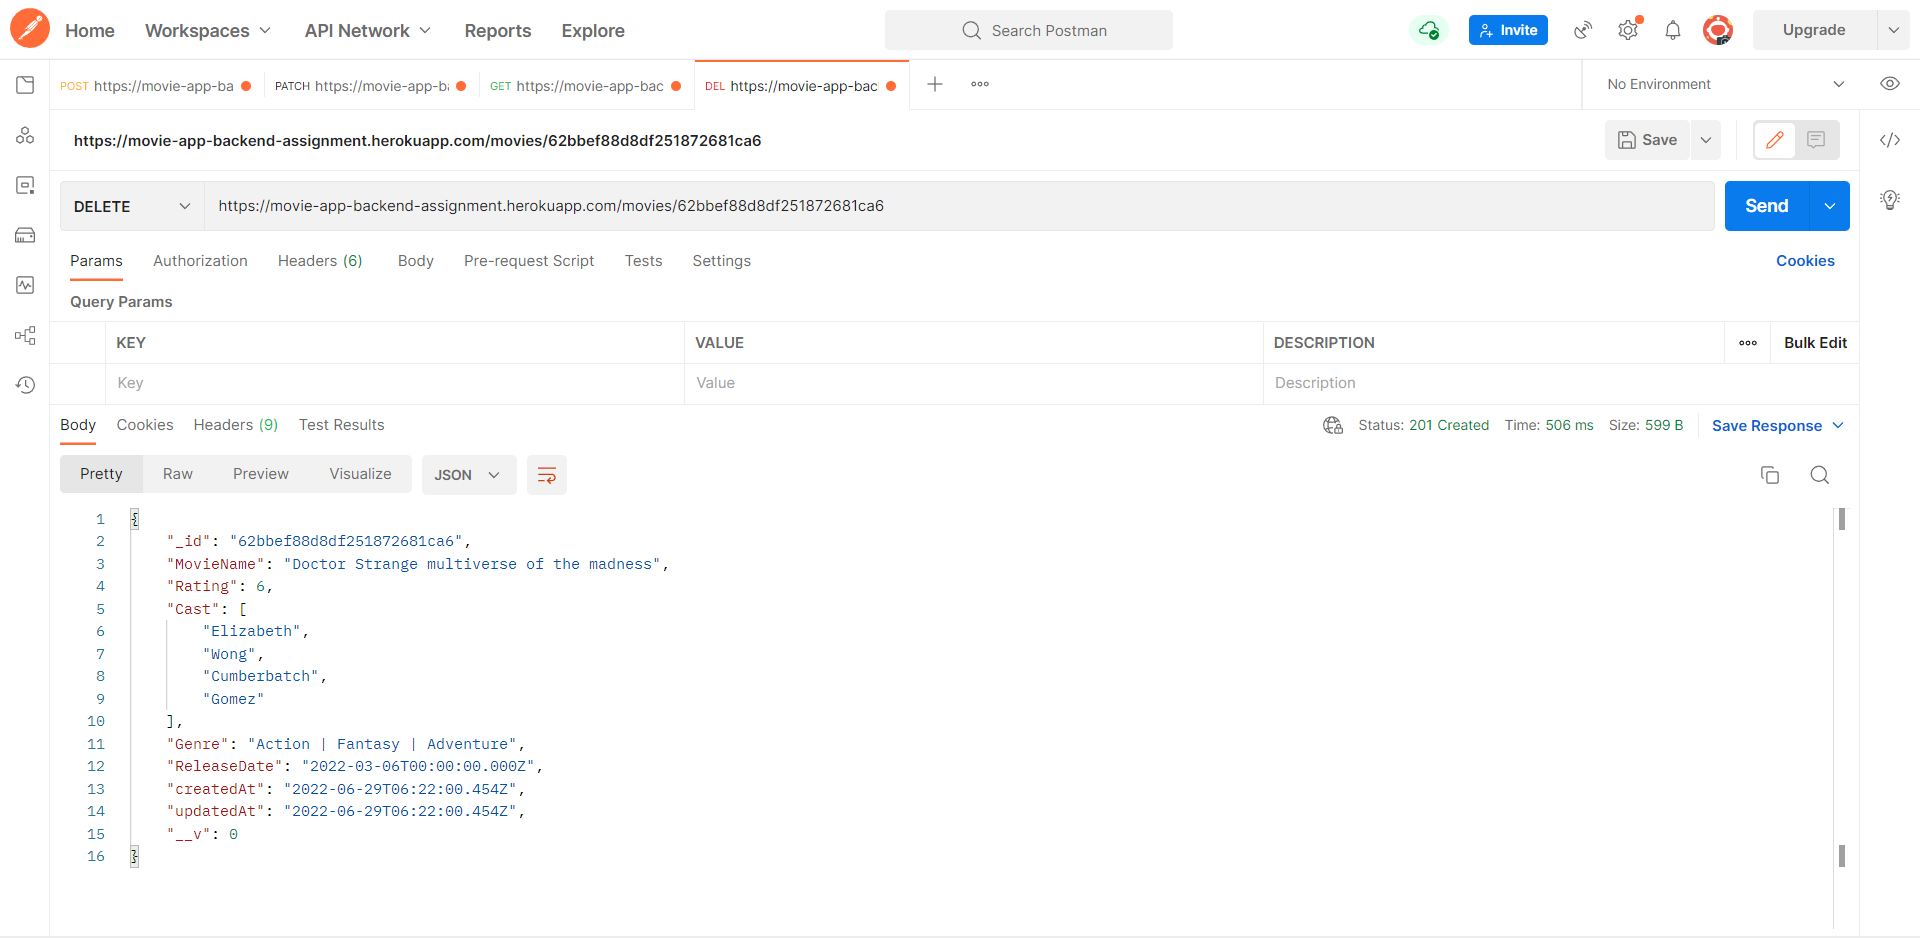 Home Workspaces API Network Reports Explore Search Postman Invite Upgrade
POST https://movie-app-ba PATCH https://movie-app-ba GET https://movie-app-bac DEL https://movie-app-bac No Environment
https://movie-app-backend-assignment.herokuapp.com/movies/62bbef88d8df251872681ca6 Save
DELETE https://movie-app-backend-assignment.herokuapp.com/movies/62bbef88d8df251872681ca6 Send
Params Authorization Headers (6) Body Pre-request Script Tests Settings Cookies
Query Params
KEY VALUE DESCRIPTION Bulk Edit
Key Value Description
Body Cookies Headers (9) Test Results Status: 201 Created Time: 506 ms Size: 599 B Save Response
Pretty Raw Preview Visualize JSON
1 {
2 "_id": "62bbef88d8df251872681ca6",
3 "MovieName": "Doctor Strange multiverse of the madness",
4 "Rating": 6,
5 "Cast": [
6 "Elizabeth",
7 "Wong",
8 "Cumberbatch",
9 "Gomez"
10 ],
11 "Genre": "Action | Fantasy | Adventure",
12 "ReleaseDate": "2022-03-06T00:00:00.000Z",
13 "createdAt": "2022-06-29T06:22:00.454Z",
14 "updatedAt": "2022-06-29T06:22:00.454Z",
15 "__v": 0
16 }